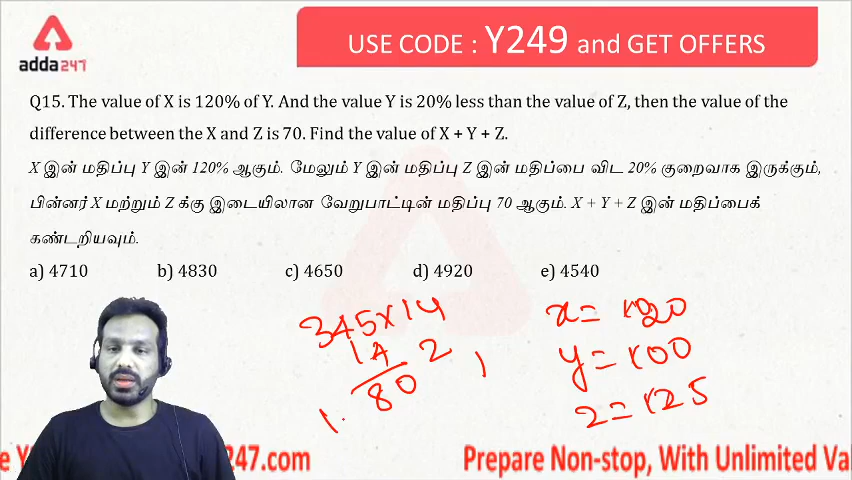 USE CODE : Y249 and GET OFFERS
adda247
Q15. The value of X is 120% of Y. And the value Y is 20% less than the value of Z, then the value of the
difference between the X and Z is 70. Find the value of X + Y + Z.
X இன் மதிப்பு Y இன் 120% ஆகும். மேலும் Y இன் மதிப்பு Z இன் மதிப்பை விட 20% குறைவாக இருக்கும்,
பின்னர் X மற்றும் Z க்கு இடையிலான வேறுபாட்டின் மதிப்பு 70 ஆகும். X + Y + Z இன் மதிப்பைக்
கண்டறியவும்.
a) 4710 b) 4830 c) 4650 d) 4920 e) 4540
345x14
14 2
80
x = 120
y = 100
z = 125
247.com
Prepare Non-stop, With Unlimited Va